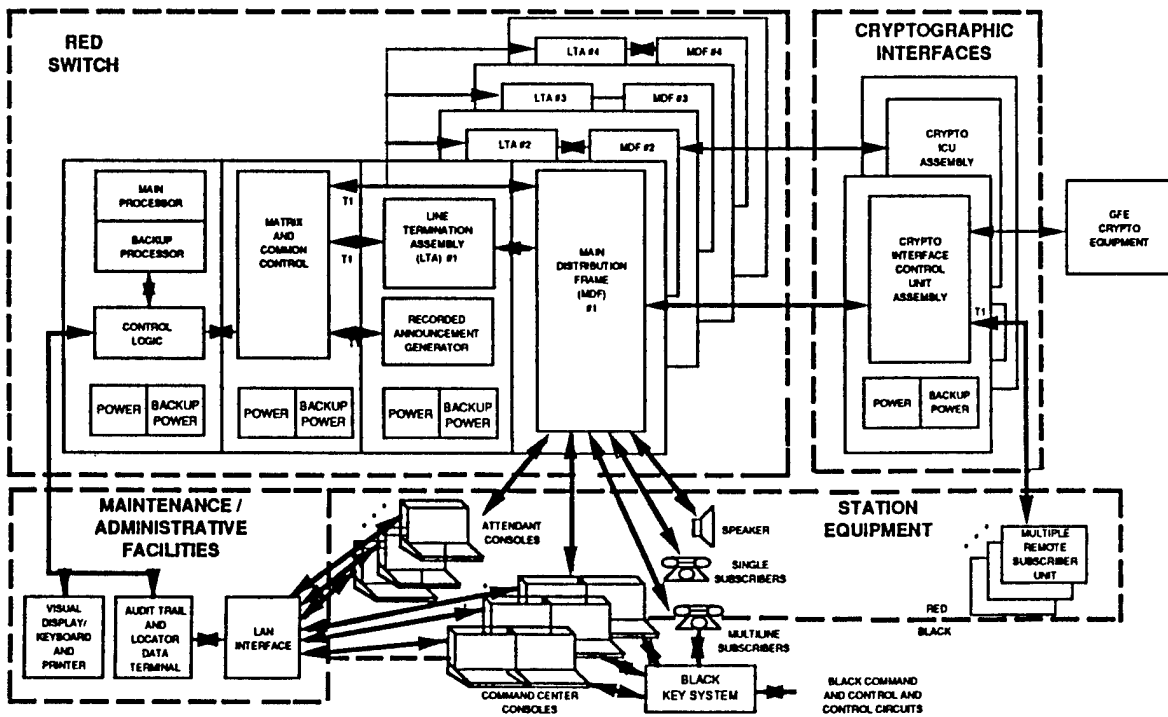 RED
SWITCH
LTA #4
MDF #4
LTA #3
MDF #3
LTA #2
MDF #2
MAIN
PROCESSOR
BACKUP
PROCESSOR
CONTROL
LOGIC
POWER
BACKUP
POWER
MATRIX
AND
COMMON
CONTROL
POWER
BACKUP
POWER
T1
T1
LINE
TERMINATION
ASSEMBLY
(LTA) #1
RECORDED
ANNOUNCEMENT
GENERATOR
POWER
BACKUP
POWER
MAIN
DISTRIBUTION
FRAME
(MDF)
#1
CRYPTOGRAPHIC
INTERFACES
CRYPTO
ICU
ASSEMBLY
CRYPTO
INTERFACE
CONTROL
UNIT
ASSEMBLY
T1
POWER
BACKUP
POWER
GFE
CRYPTO
EQUIPMENT
MAINTENANCE /
ADMINISTRATIVE
FACILITIES
VISUAL
DISPLAY/
KEYBOARD
AND
PRINTER
AUDIT TRAIL
AND
LOCATOR
DATA
TERMINAL
LAN
INTERFACE
ATTENDANT
CONSOLES
SPEAKER
SINGLE
SUBSCRIBERS
MULTILINE
SUBSCRIBERS
COMMAND CENTER
CONSOLES
BLACK
KEY SYSTEM
BLACK COMMAND
AND CONTROL AND
CONTROL CIRCUITS
STATION
EQUIPMENT
MULTIPLE
REMOTE
SUBSCRIBER
UNIT
RED
BLACK